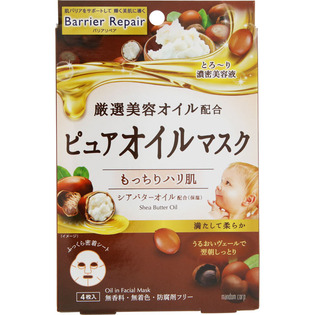 肌バリアをサポートして 輝く美肌に導く
Barrier Repair
バリアリペア
とろ〜り
濃密美容液
厳選美容オイル配合
ピュアオイルマスク
もっちりハリ肌
シアバターオイル配合(保湿)
Shea Butter Oil
満たして柔らか
(イメージ)
ふっくら密着シート
うるおいヴェールで
翌朝しっとり
4枚入
Oil in Facial Mask
無香料・無着色・防腐剤フリー
mandom corp.